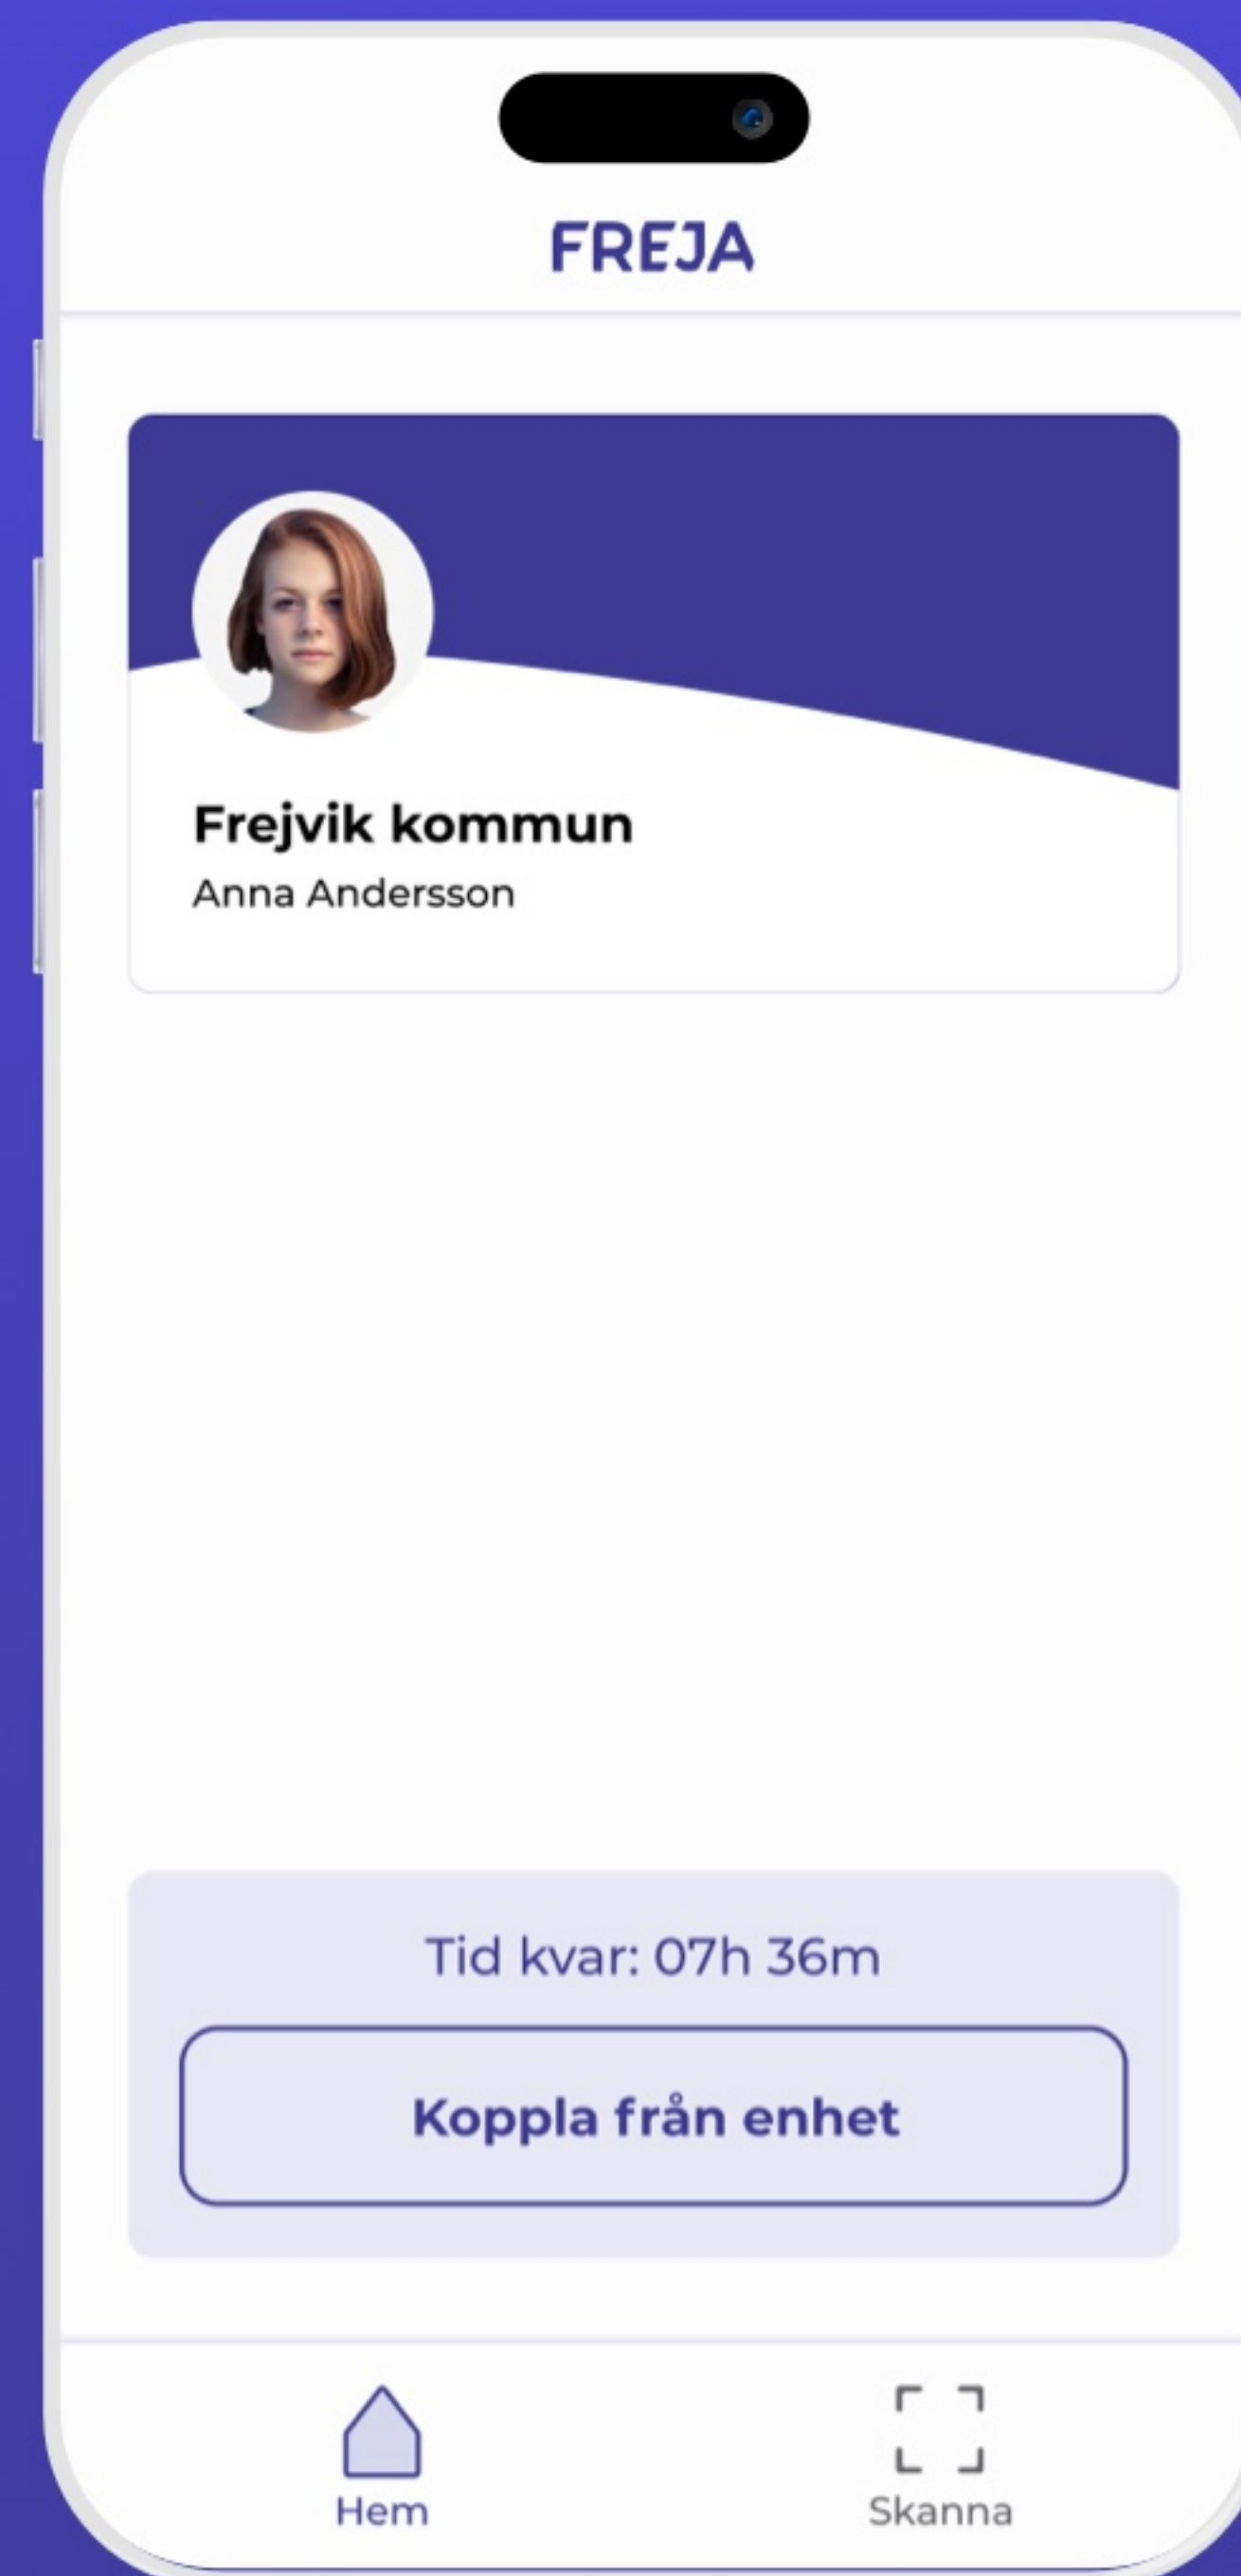 FREJA
Frejvik kommun
Anna Andersson
Tid kvar: 07h 36m
Koppla från enhet
Hem
Skanna